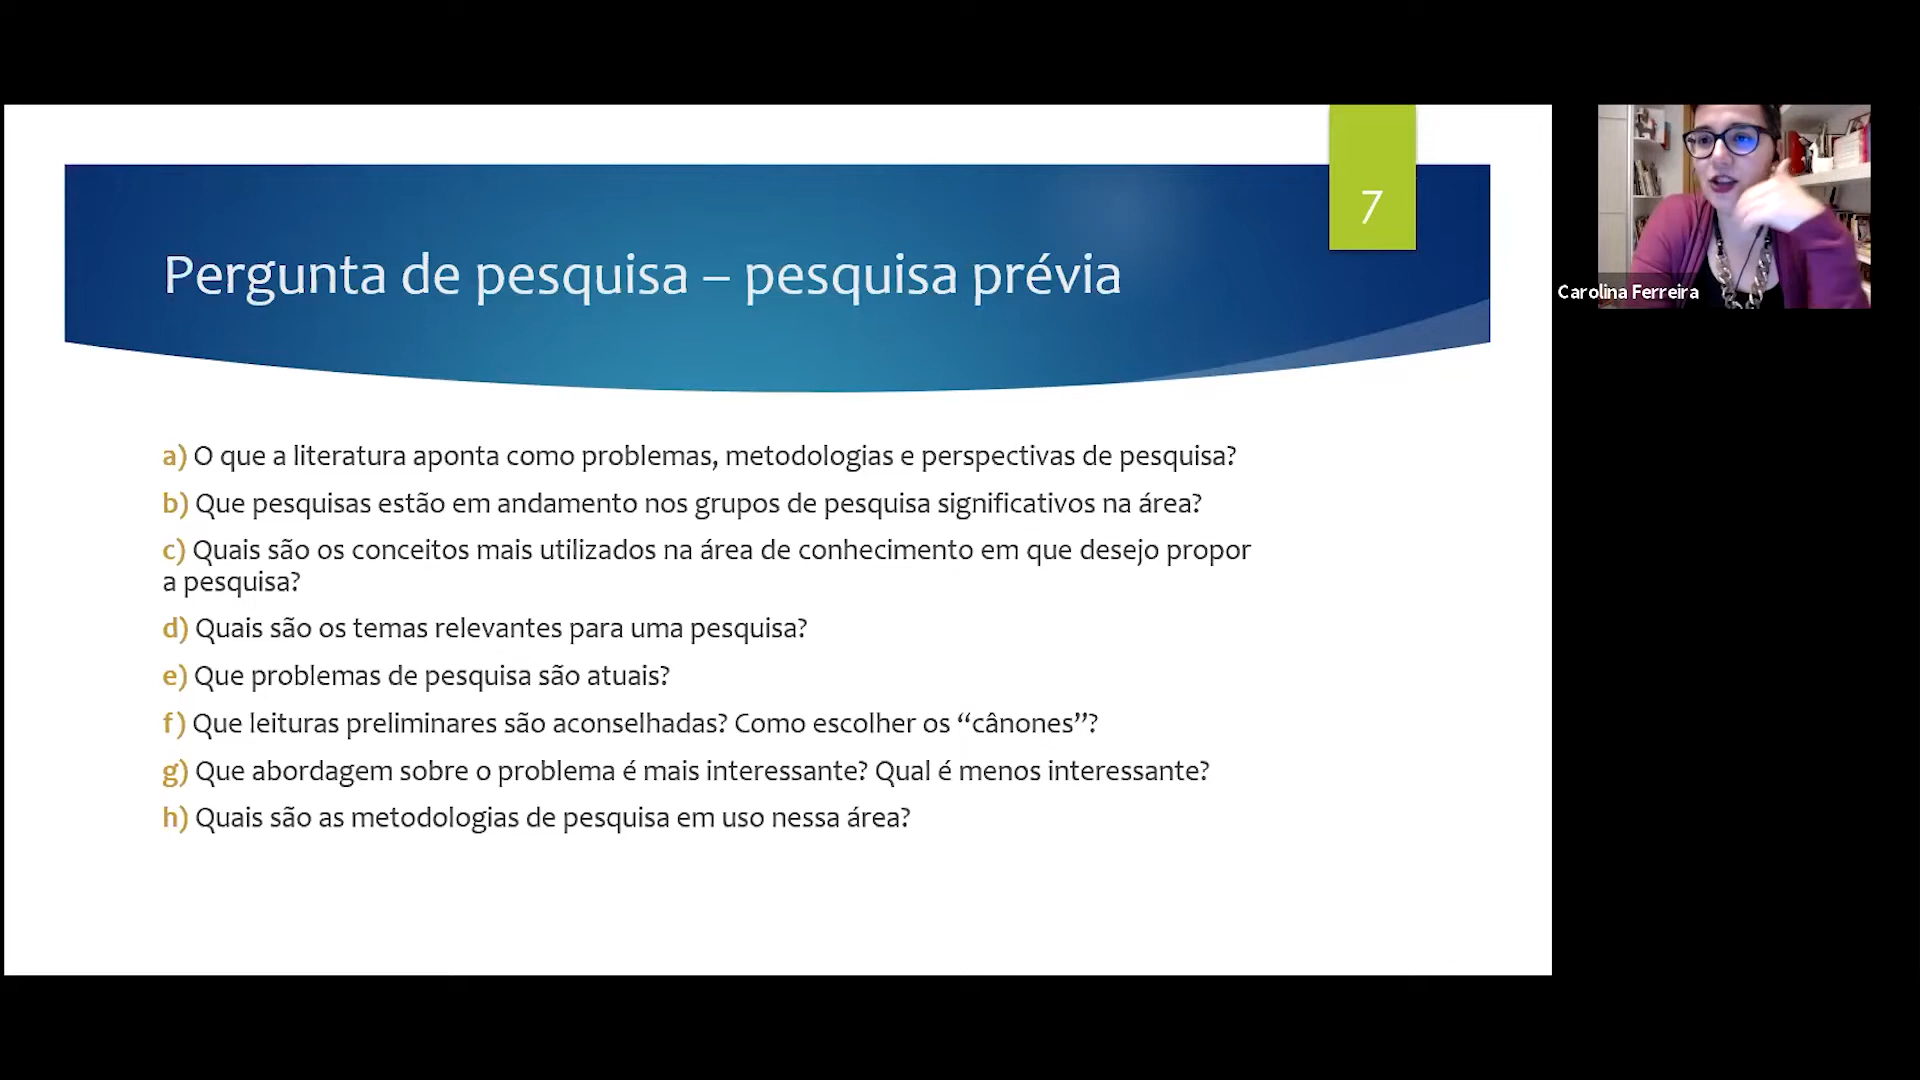 7
Pergunta de pesquisa – pesquisa prévia
Carolina Ferreira
a) O que a literatura aponta como problemas, metodologias e perspectivas de pesquisa?
b) Que pesquisas estão em andamento nos grupos de pesquisa significativos na área?
c) Quais são os conceitos mais utilizados na área de conhecimento em que desejo propor
a pesquisa?
d) Quais são os temas relevantes para uma pesquisa?
e) Que problemas de pesquisa são atuais?
f) Que leituras preliminares são aconselhadas? Como escolher os “cânones”?
g) Que abordagem sobre o problema é mais interessante? Qual é menos interessante?
h) Quais são as metodologias de pesquisa em uso nessa área?